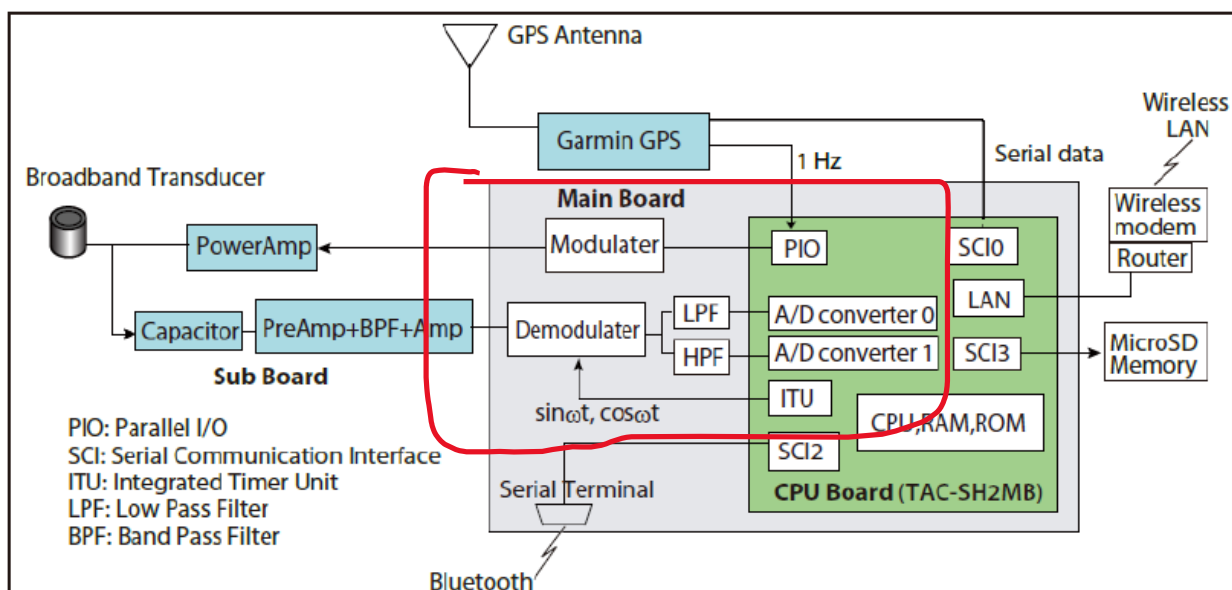 GPS Antenna
Wireless
LAN
Garmin GPS
1 Hz
Serial data
Broadband Transducer
Main Board
Wireless
modem
Router
PowerAmp
Modulater
PIO
SCI0
LAN
Capacitor
PreAmp+BPF+Amp
Demodulater
LPF
HPF
A/D converter 0
A/D converter 1
SCI3
MicroSD
Memory
Sub Board
sinωt, cosωt
ITU
CPU,RAM,ROM
PIO: Parallel I/O
SCI: Serial Communication Interface
ITU: Integrated Timer Unit
LPF: Low Pass Filter
BPF: Band Pass Filter
SCI2
Serial Terminal
CPU Board (TAC-SH2MB)
Bluetooth